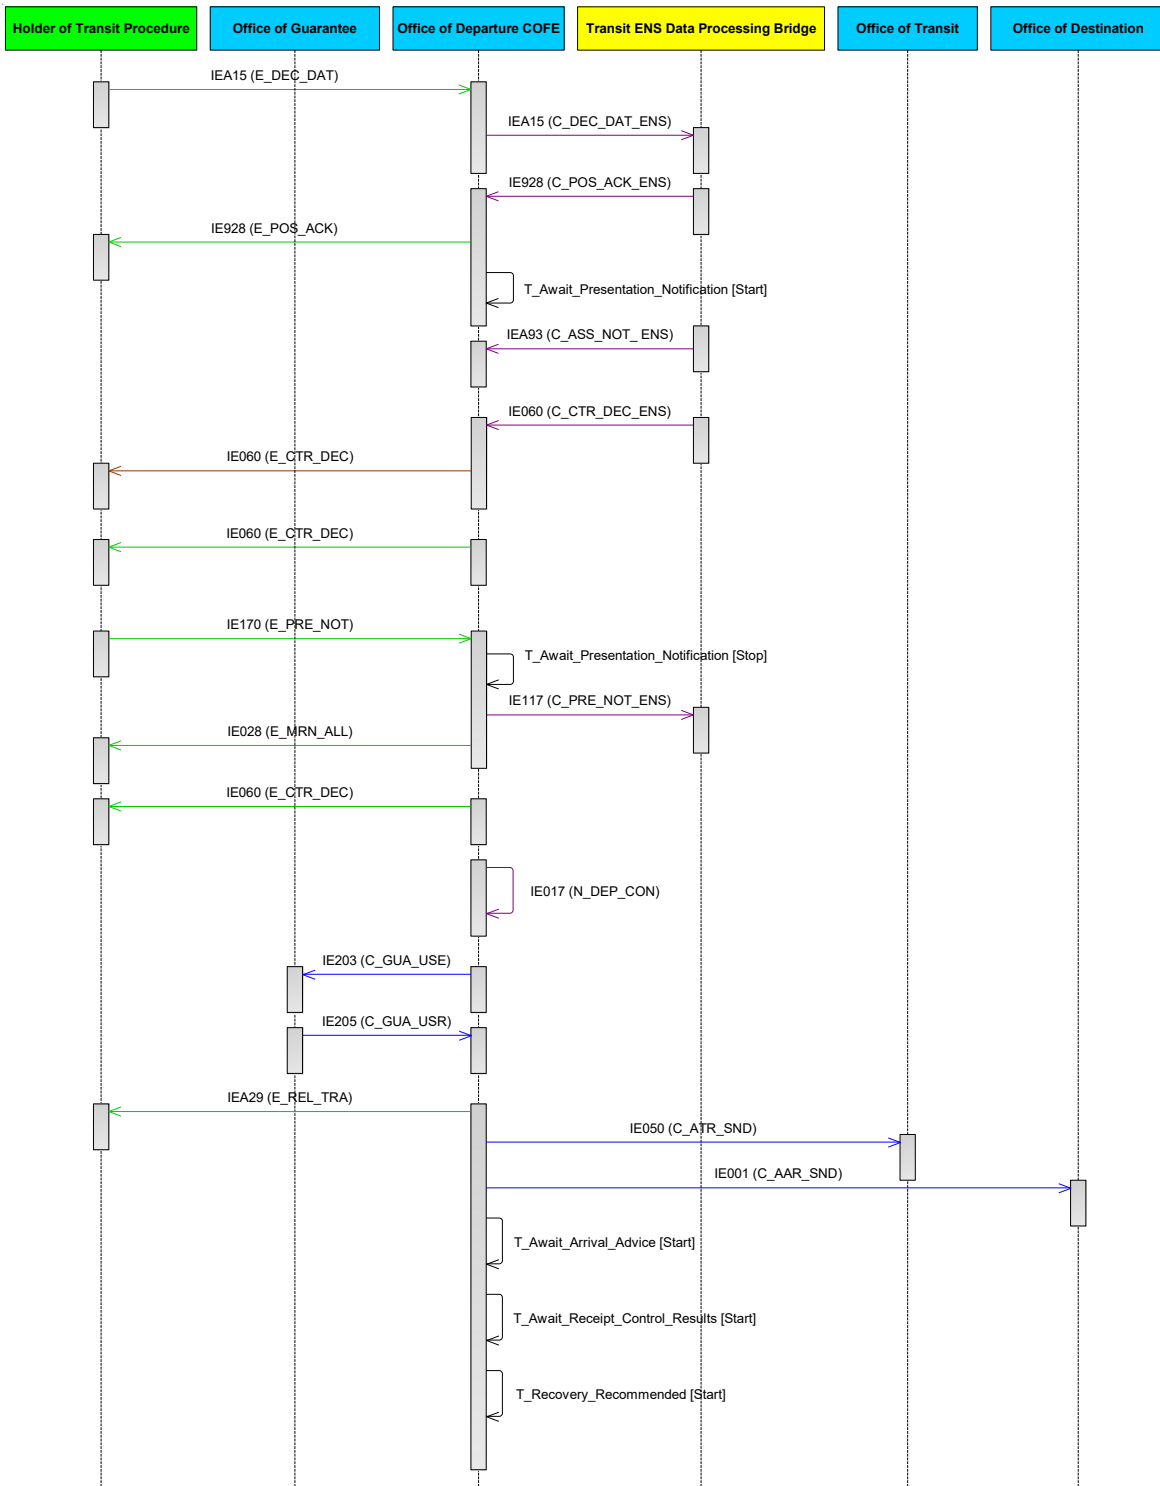 Holder of Transit Procedure
Office of Guarantee
Office of Departure COFE
Transit ENS Data Processing Bridge
Office of Transit
Office of Destination
IEA15 (E_DEC_DAT)
IEA15 (C_DEC_DAT_ENS)
IE928 (C_POS_ACK_ENS)
IE928 (E_POS_ACK)
T_Await_Presentation_Notification [Start]
IEA93 (C_ASS_NOT_ ENS)
IE060 (C_CTR_DEC_ENS)
IE060 (E_CTR_DEC)
IE060 (E_CTR_DEC)
IE170 (E_PRE_NOT)
T_Await_Presentation_Notification [Stop]
IE117 (C_PRE_NOT_ENS)
IE028 (E_MRN_ALL)
IE060 (E_CTR_DEC)
IE017 (N_DEP_CON)
IE203 (C_GUA_USE)
IE205 (C_GUA_USR)
IEA29 (E_REL_TRA)
IE050 (C_ATR_SND)
IE001 (C_AAR_SND)
T_Await_Arrival_Advice [Start]
T_Await_Receipt_Control_Results [Start]
T_Recovery_Recommended [Start]